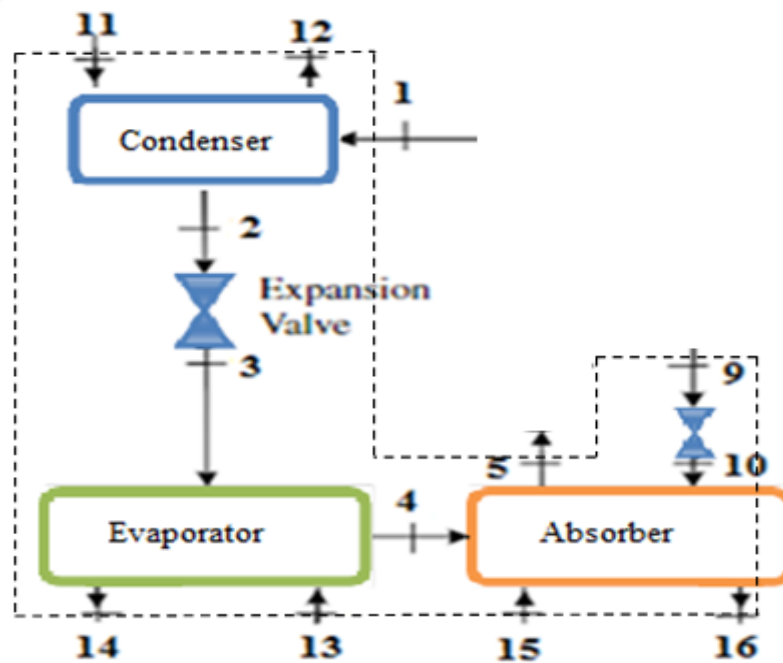 11
12
1
Condenser
2
Expansion
Valve
3
9
5
10
4
Evaporator
Absorber
14
13
15
16